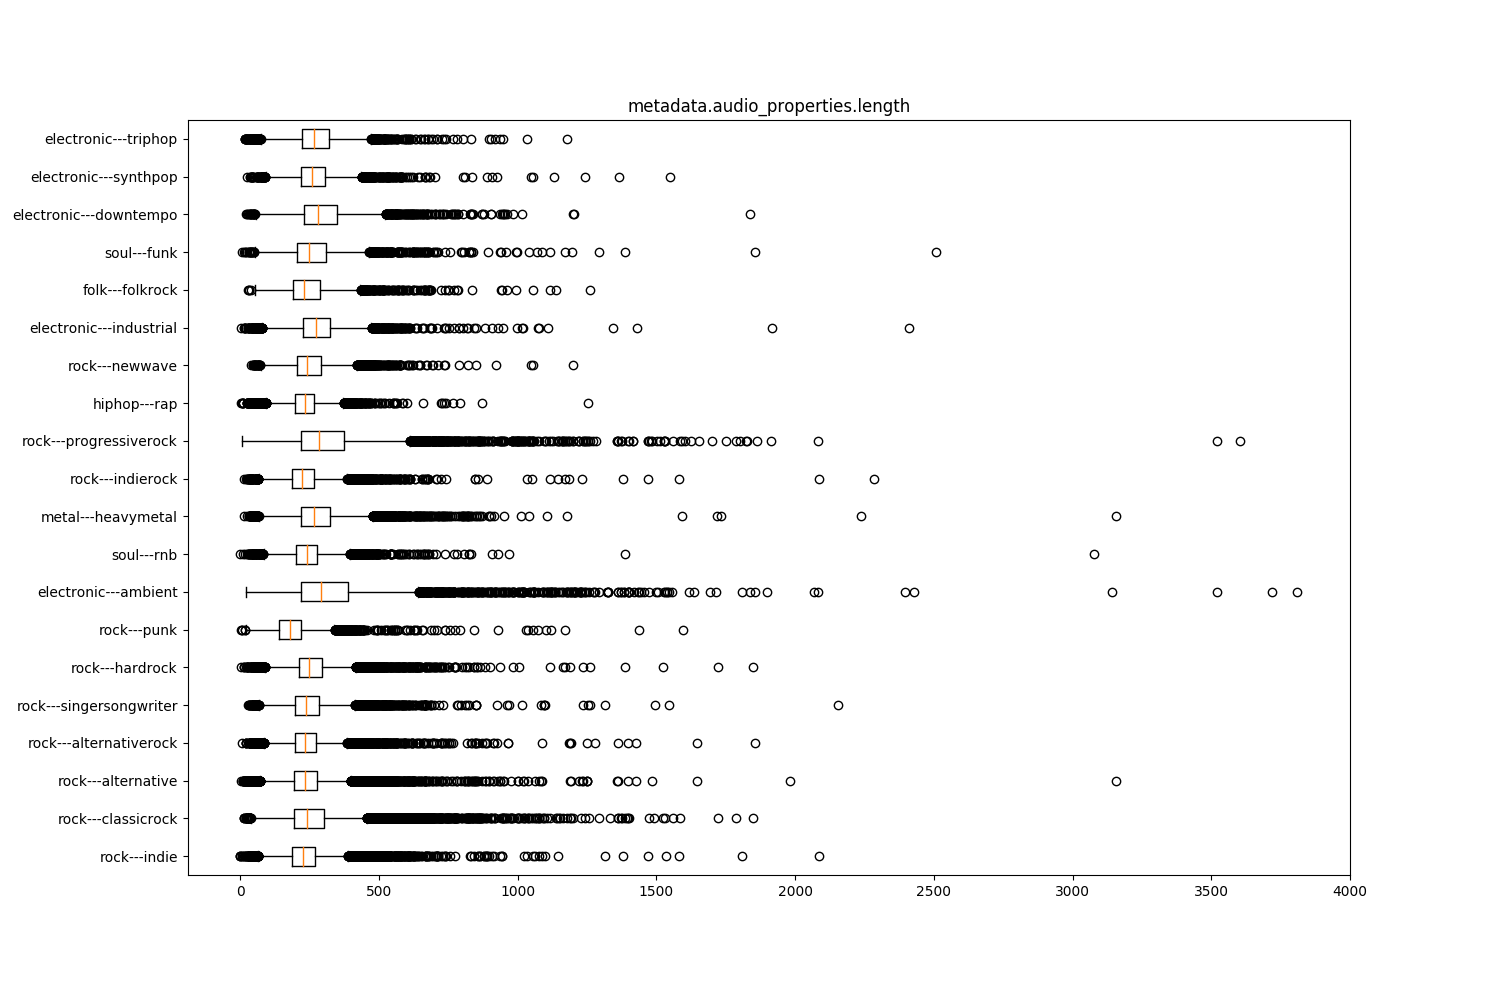 metadata.audio_properties.length
electronic---triphop
electronic---synthpop
electronic---downtempo
soul---funk
folk---folkrock
electronic---industrial
rock---newwave
hiphop---rap
rock---progressiverock
rock---indierock
metal---heavymetal
soul---rnb
electronic---ambient
rock---punk
rock---hardrock
rock---singersongwriter
rock---alternativerock
rock---alternative
rock---classicrock
rock---indie
0 500 1000 1500 2000 2500 3000 3500 4000